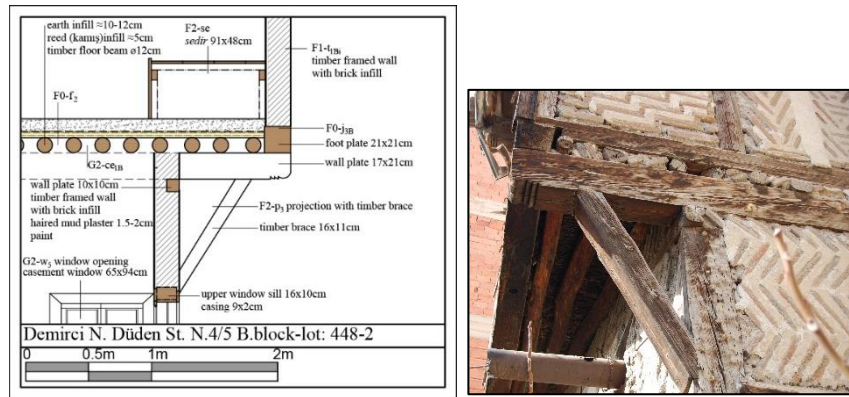 earth infill ≈10-12cm
reed (kamış)infill ≈5cm
timber floor beam ø12cm
F2-se
sedir 91x48cm
F1-t1Bi
timber framed wall
with brick infill
F0-f2
F0-j3B
foot plate 21x21cm
G2-ce1B
wall plate 17x21cm
wall plate 10x10cm
timber framed wall
with brick infill
haired mud plaster 1.5-2cm
paint
F2-p3 projection with timber brace
timber brace 16x11cm
G2-w5 window opening
casement window 65x94cm
upper window sill 16x10cm
casing 9x2cm
Demirci N. Düden St. N.4/5 B.block-lot: 448-2
0 0.5m 1m 2m